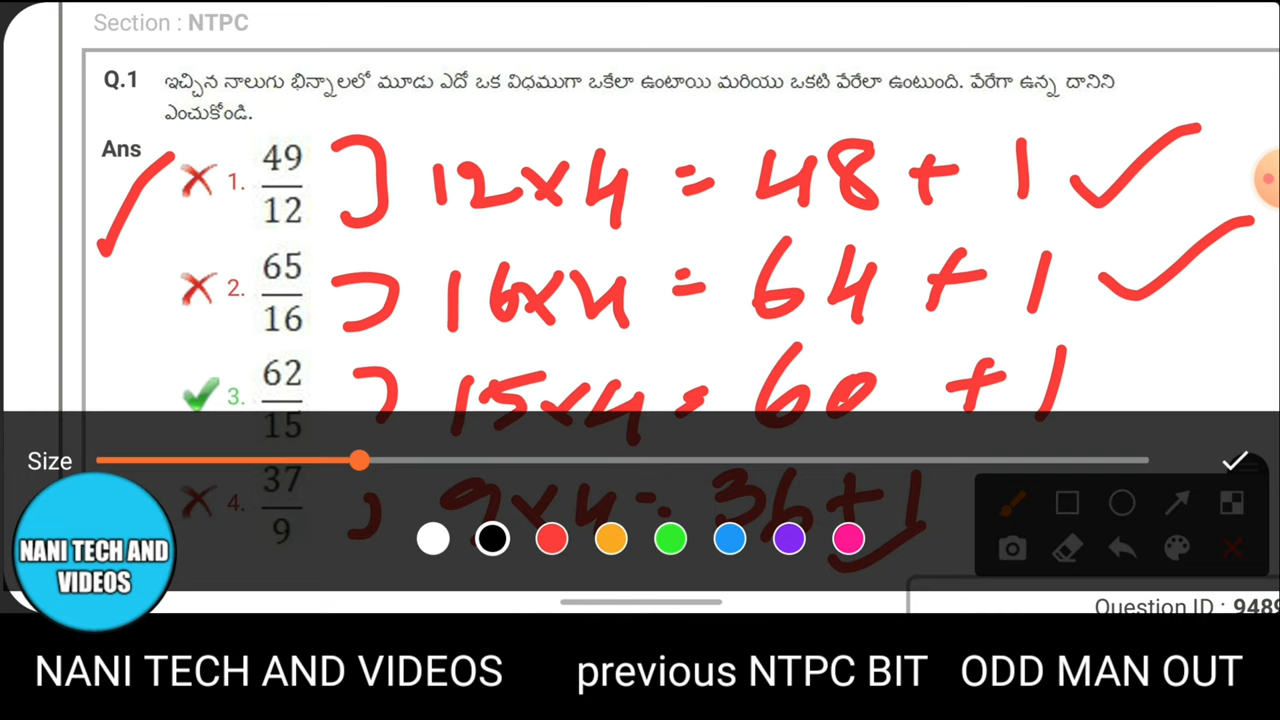 Section : NTPC
Q.1 ఇచ్చిన నాలుగు భిన్నాలలో మూడు ఏదో ఒక విధముగా ఒకేలా ఉంటాయి మరియు ఒకటి వేరేలా ఉంటుంది. వేరేగా ఉన్న దానిని
ఎంచుకోండి.
Ans
1. 49/12 12×4 = 48 + 1
2. 65/16 16×4 = 64 + 1
3. 62/15 15×4 = 60 + 1
Size
4. 37/9 9×4 = 36 + 1
NANI TECH AND
VIDEOS
Question ID : 9489
NANI TECH AND VIDEOS previous NTPC BIT ODD MAN OUT